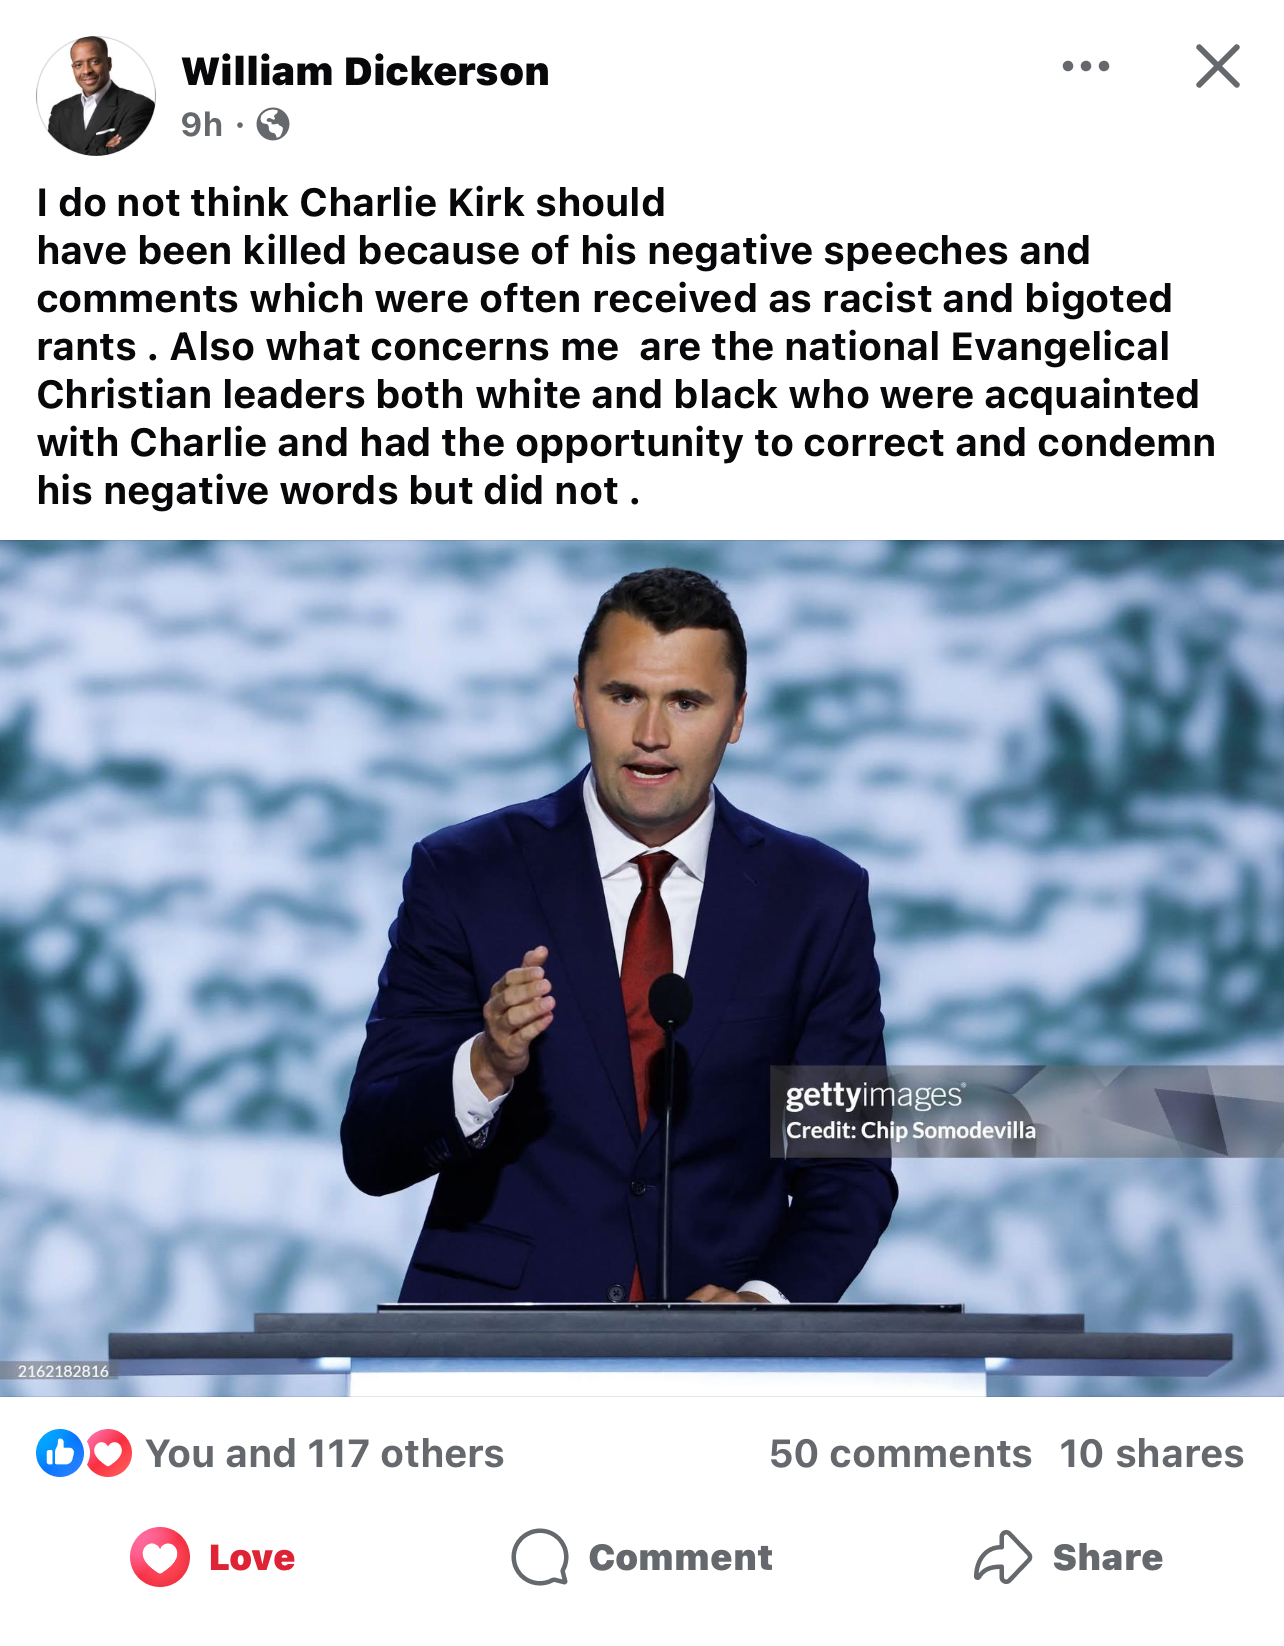 William Dickerson
9h ·
I do not think Charlie Kirk should
have been killed because of his negative speeches and
comments which were often received as racist and bigoted
rants . Also what concerns me  are the national Evangelical
Christian leaders both white and black who were acquainted
with Charlie and had the opportunity to correct and condemn
his negative words but did not .
gettyimages®
Credit: Chip Somodevilla
2162182816
You and 117 others
50 comments 10 shares
Love
Comment
Share